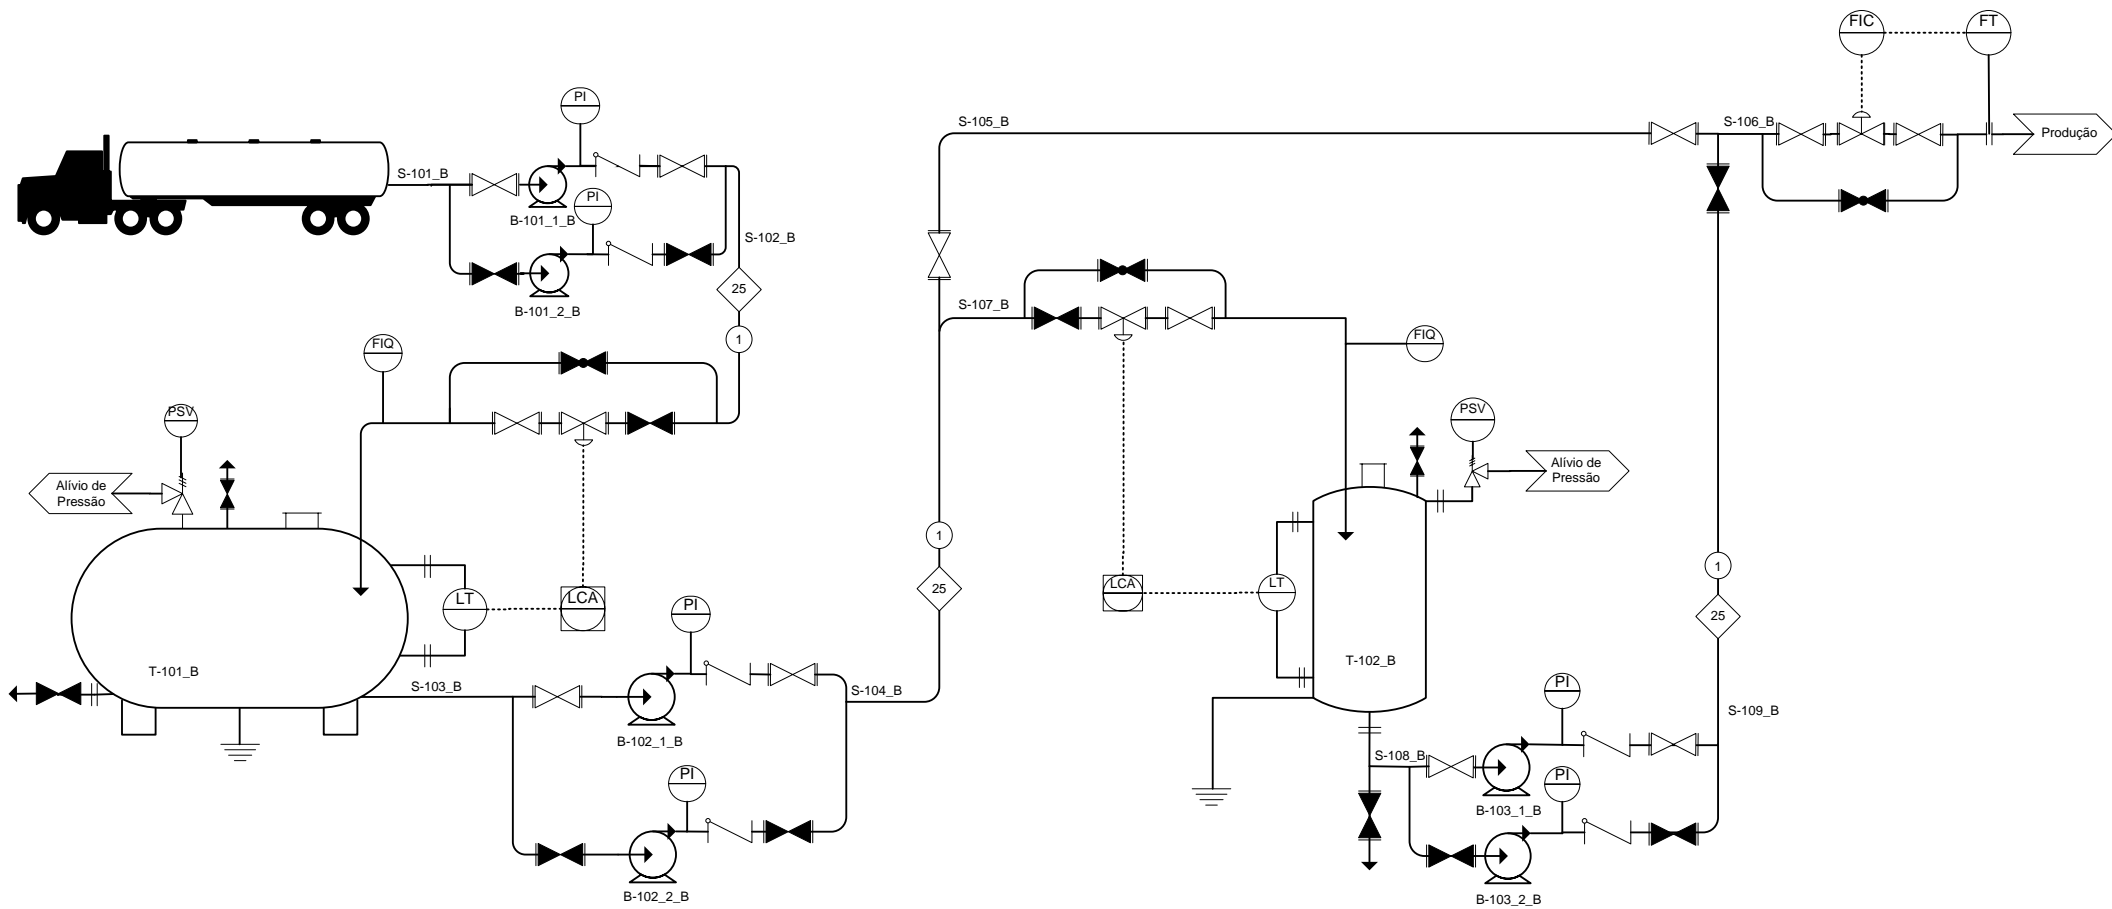 FIC
FT
PI
S-105_B
S-106_B
Produção
S-101_B
PI
B-101_1_B
S-102_B
25
B-101_2_B
S-107_B
1
FIQ
FIQ
PSV
PSV
Alívio de
Pressão
Alívio de
Pressão
1
1
LT
LCA
LCA
LT
25
PI
25
T-101_B
T-102_B
S-103_B
S-104_B
PI
S-109_B
B-102_1_B
S-108_B
PI
PI
B-103_1_B
B-102_2_B
B-103_2_B